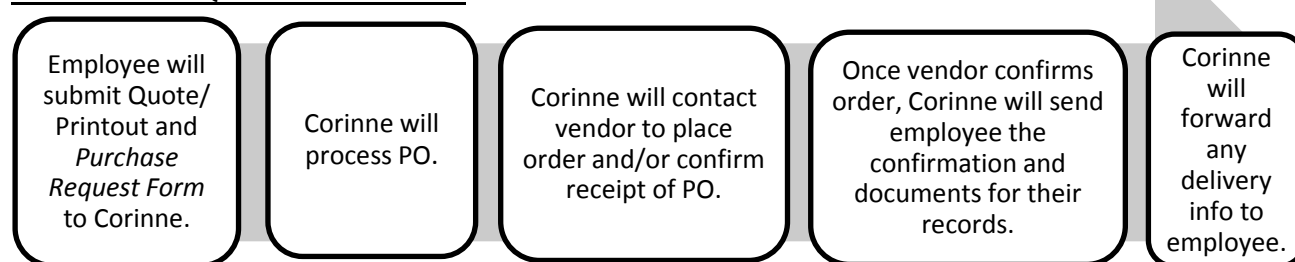 Employee will
submit Quote/
Printout and
Purchase
Request Form
to Corinne.
Corinne will
process PO.
Corinne will contact
vendor to place
order and/or confirm
receipt of PO.
Once vendor confirms
order, Corinne will send
employee the
confirmation and
documents for their
records.
Corinne
will
forward
any
delivery
info to
employee.